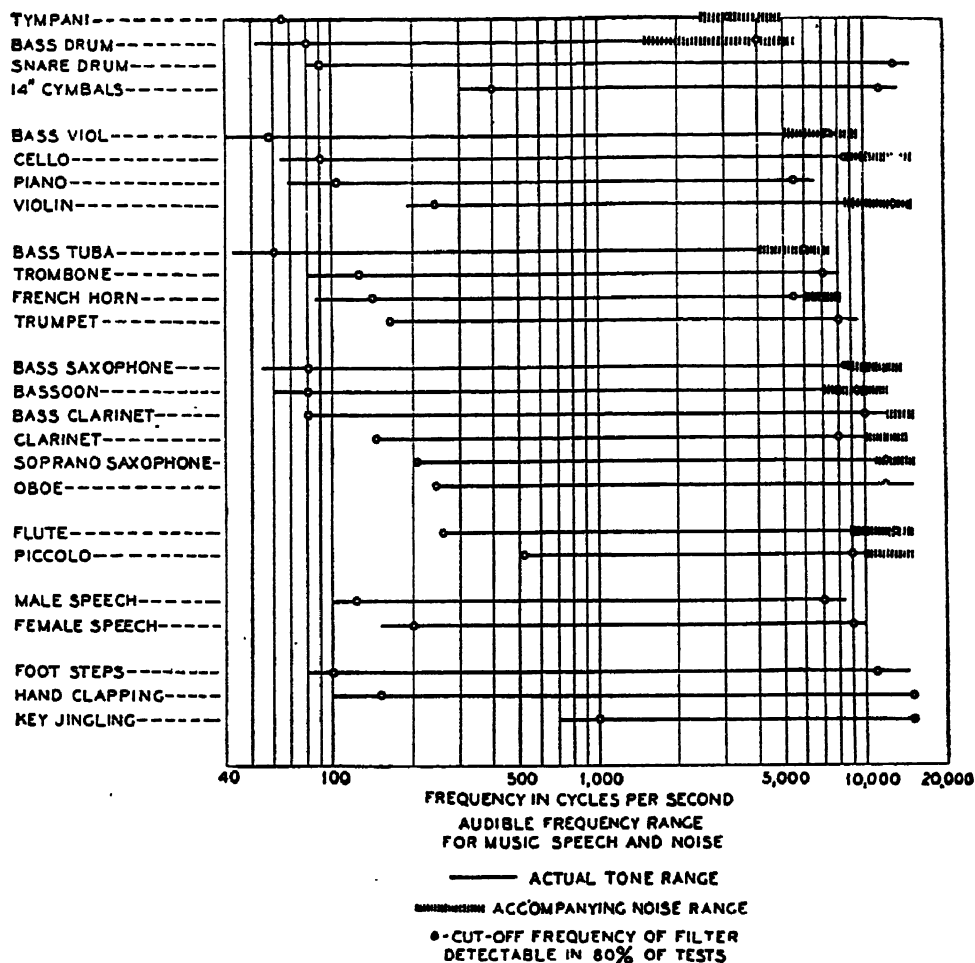 TYMPANI
BASS DRUM
SNARE DRUM
14" CYMBALS
BASS VIOL
CELLO
PIANO
VIOLIN
BASS TUBA
TROMBONE
FRENCH HORN
TRUMPET
BASS SAXOPHONE
BASSOON
BASS CLARINET
CLARINET
SOPRANO SAXOPHONE
OBOE
FLUTE
PICCOLO
MALE SPEECH
FEMALE SPEECH
FOOT STEPS
HAND CLAPPING
KEY JINGLING
40 100 500 1,000 5,000 10,000 20,000
FREQUENCY IN CYCLES PER SECOND
AUDIBLE FREQUENCY RANGE
FOR MUSIC SPEECH AND NOISE
ACTUAL TONE RANGE
ACCOMPANYING NOISE RANGE
-CUT-OFF FREQUENCY OF FILTER
DETECTABLE IN 80% OF TESTS